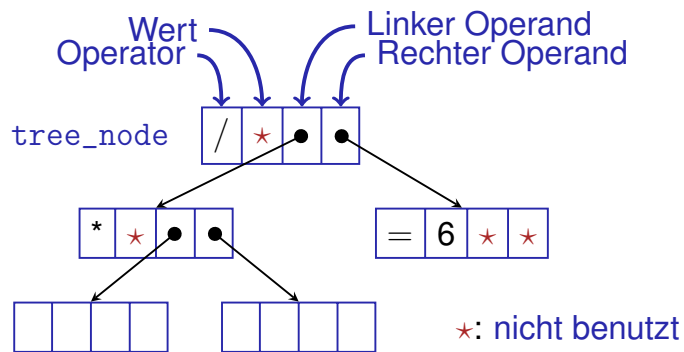 Wert Linker Operand
Operator Rechter Operand
tree_node / ⋆
* ⋆ = 6 ⋆ ⋆
⋆: nicht benutzt